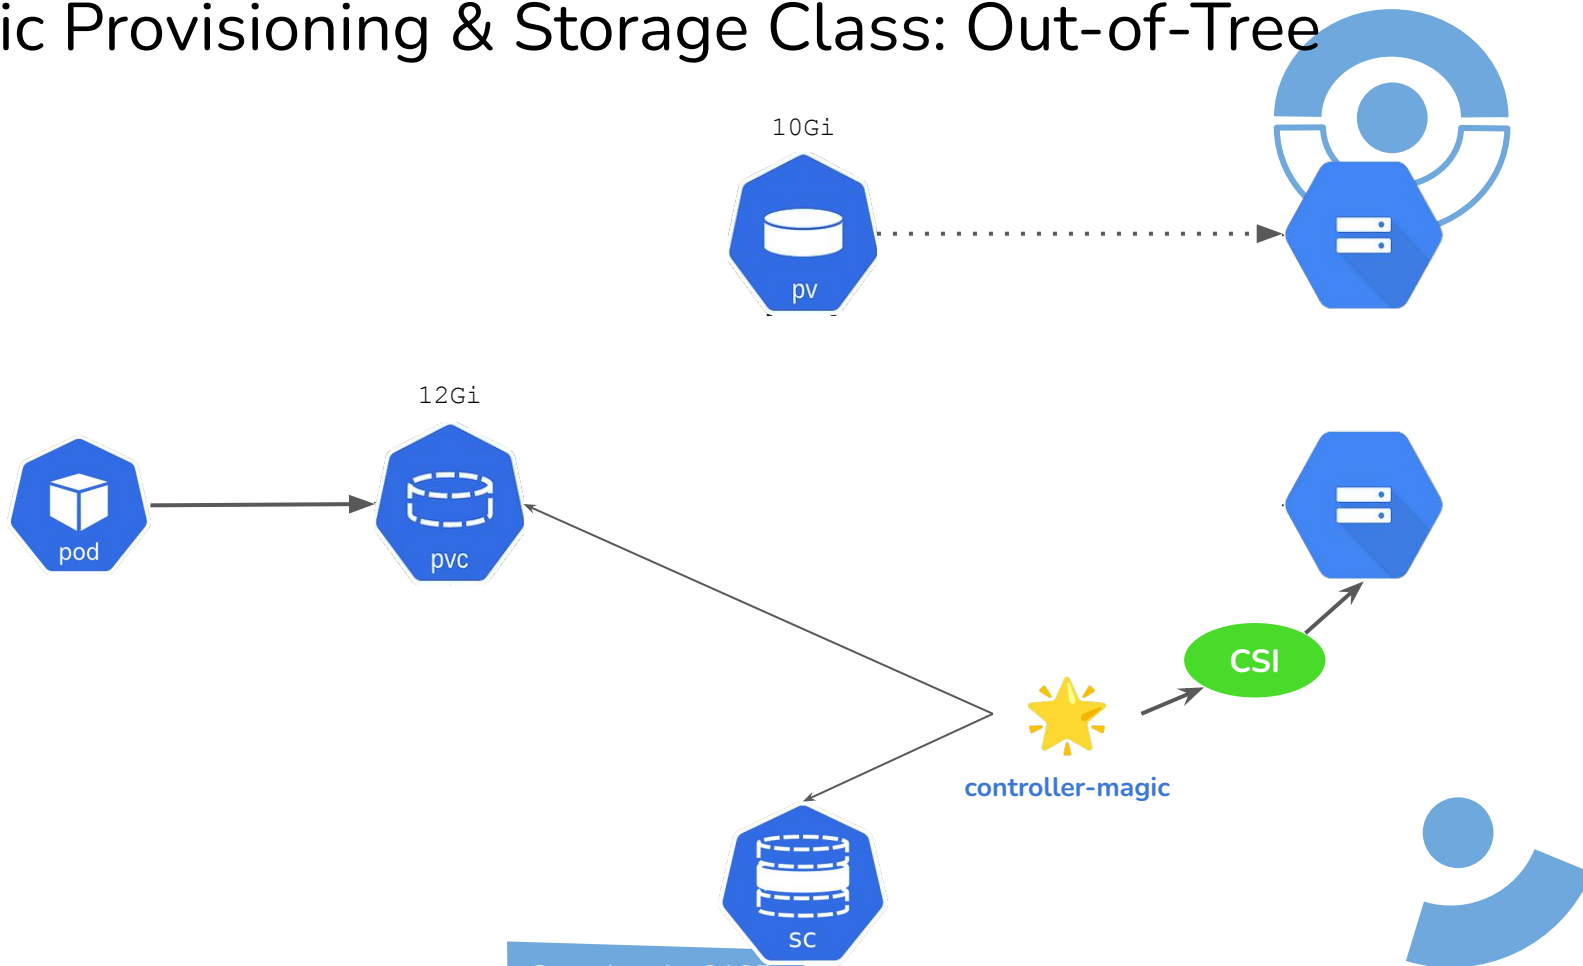 ic Provisioning & Storage Class: Out-of-Tree
10Gi
pv
12Gi
pod
pvc
CSI
controller-magic
sc